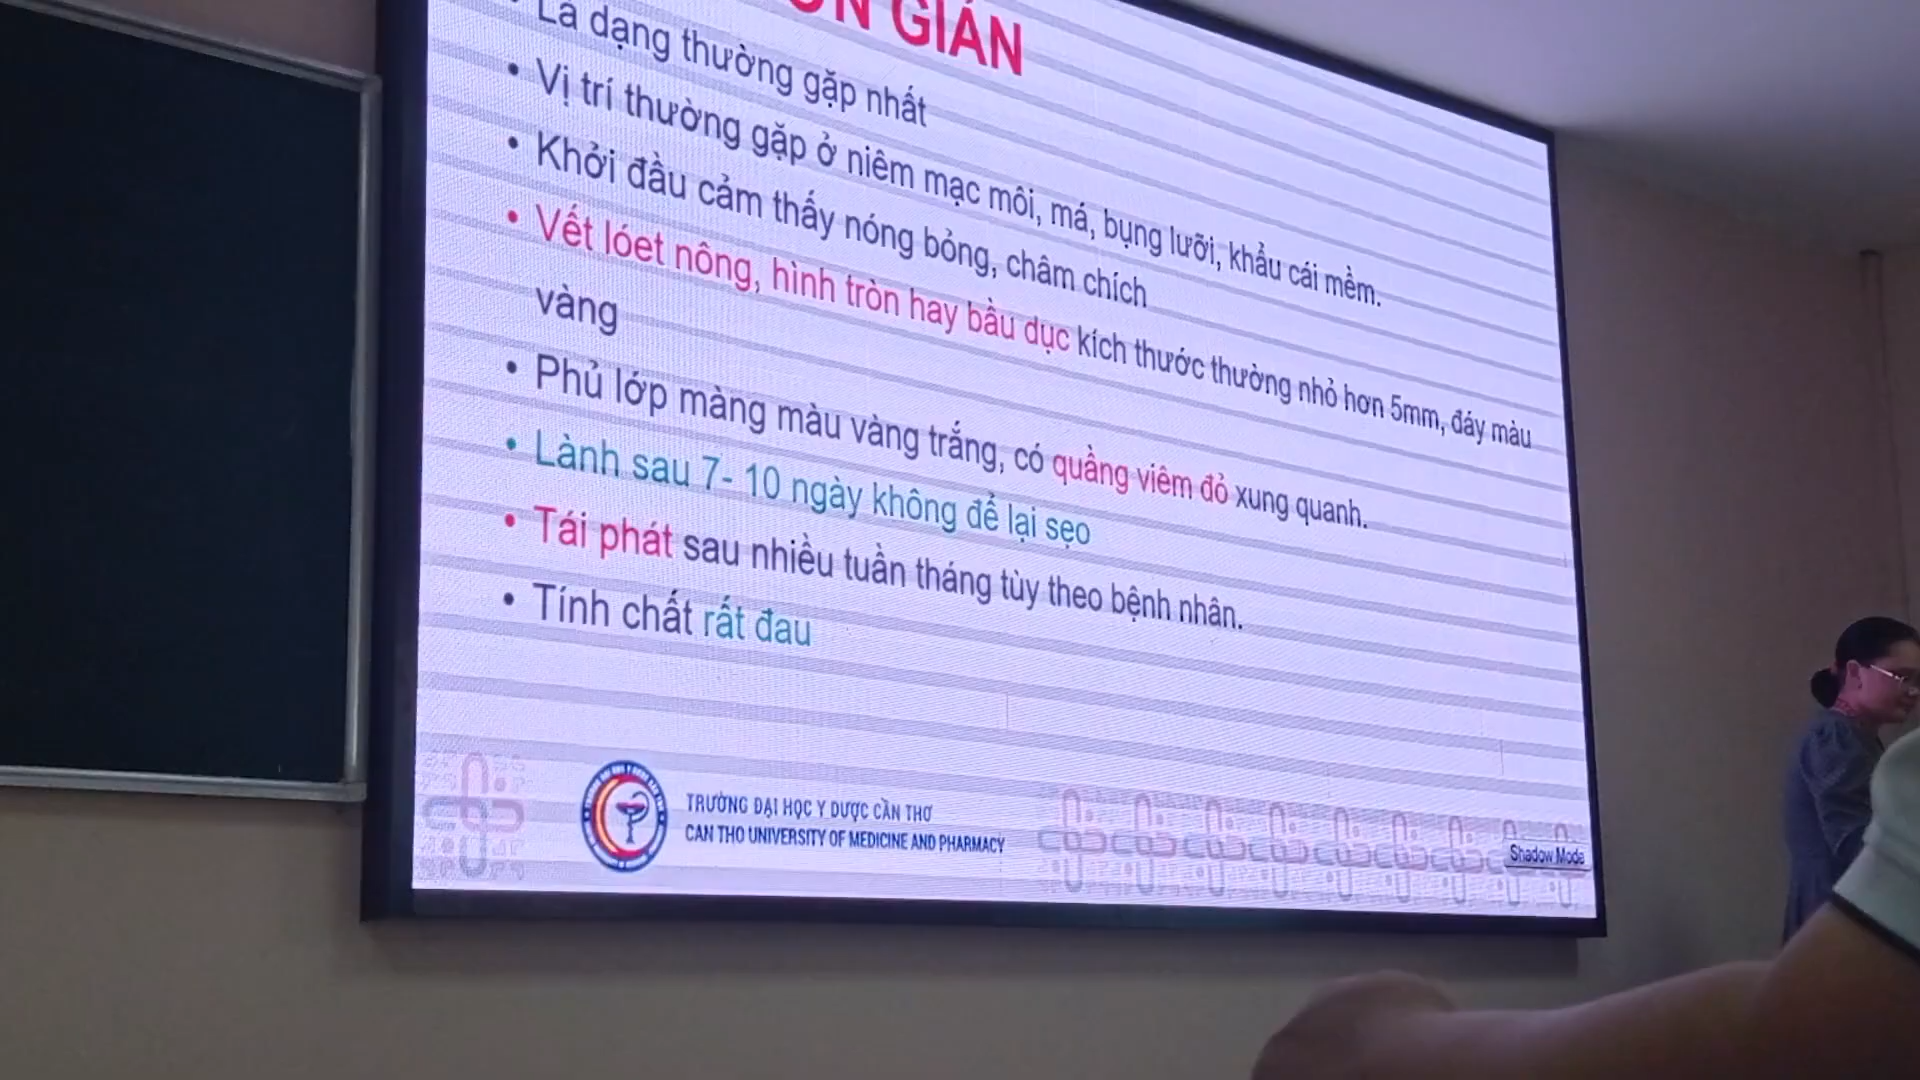 GIẢN
• Là dạng thường gặp nhất
• Vị trí thường gặp ở niêm mạc môi, má, bụng lưỡi, khẩu cái mềm.
• Khởi đầu cảm thấy nóng bỏng, châm chích
• Vết lóet nông, hình tròn hay bầu dục kích thước thường nhỏ hơn 5mm, đáy màu
vàng
• Phủ lớp màng màu vàng trắng, có quầng viêm đỏ xung quanh.
• Lành sau 7- 10 ngày không để lại sẹo
• Tái phát sau nhiều tuần tháng tùy theo bệnh nhân.
• Tính chất rất đau
TRƯỜNG ĐẠI HỌC Y DƯỢC CẦN THƠ
CAN THO UNIVERSITY OF MEDICINE AND PHARMACY
Shadow Mode